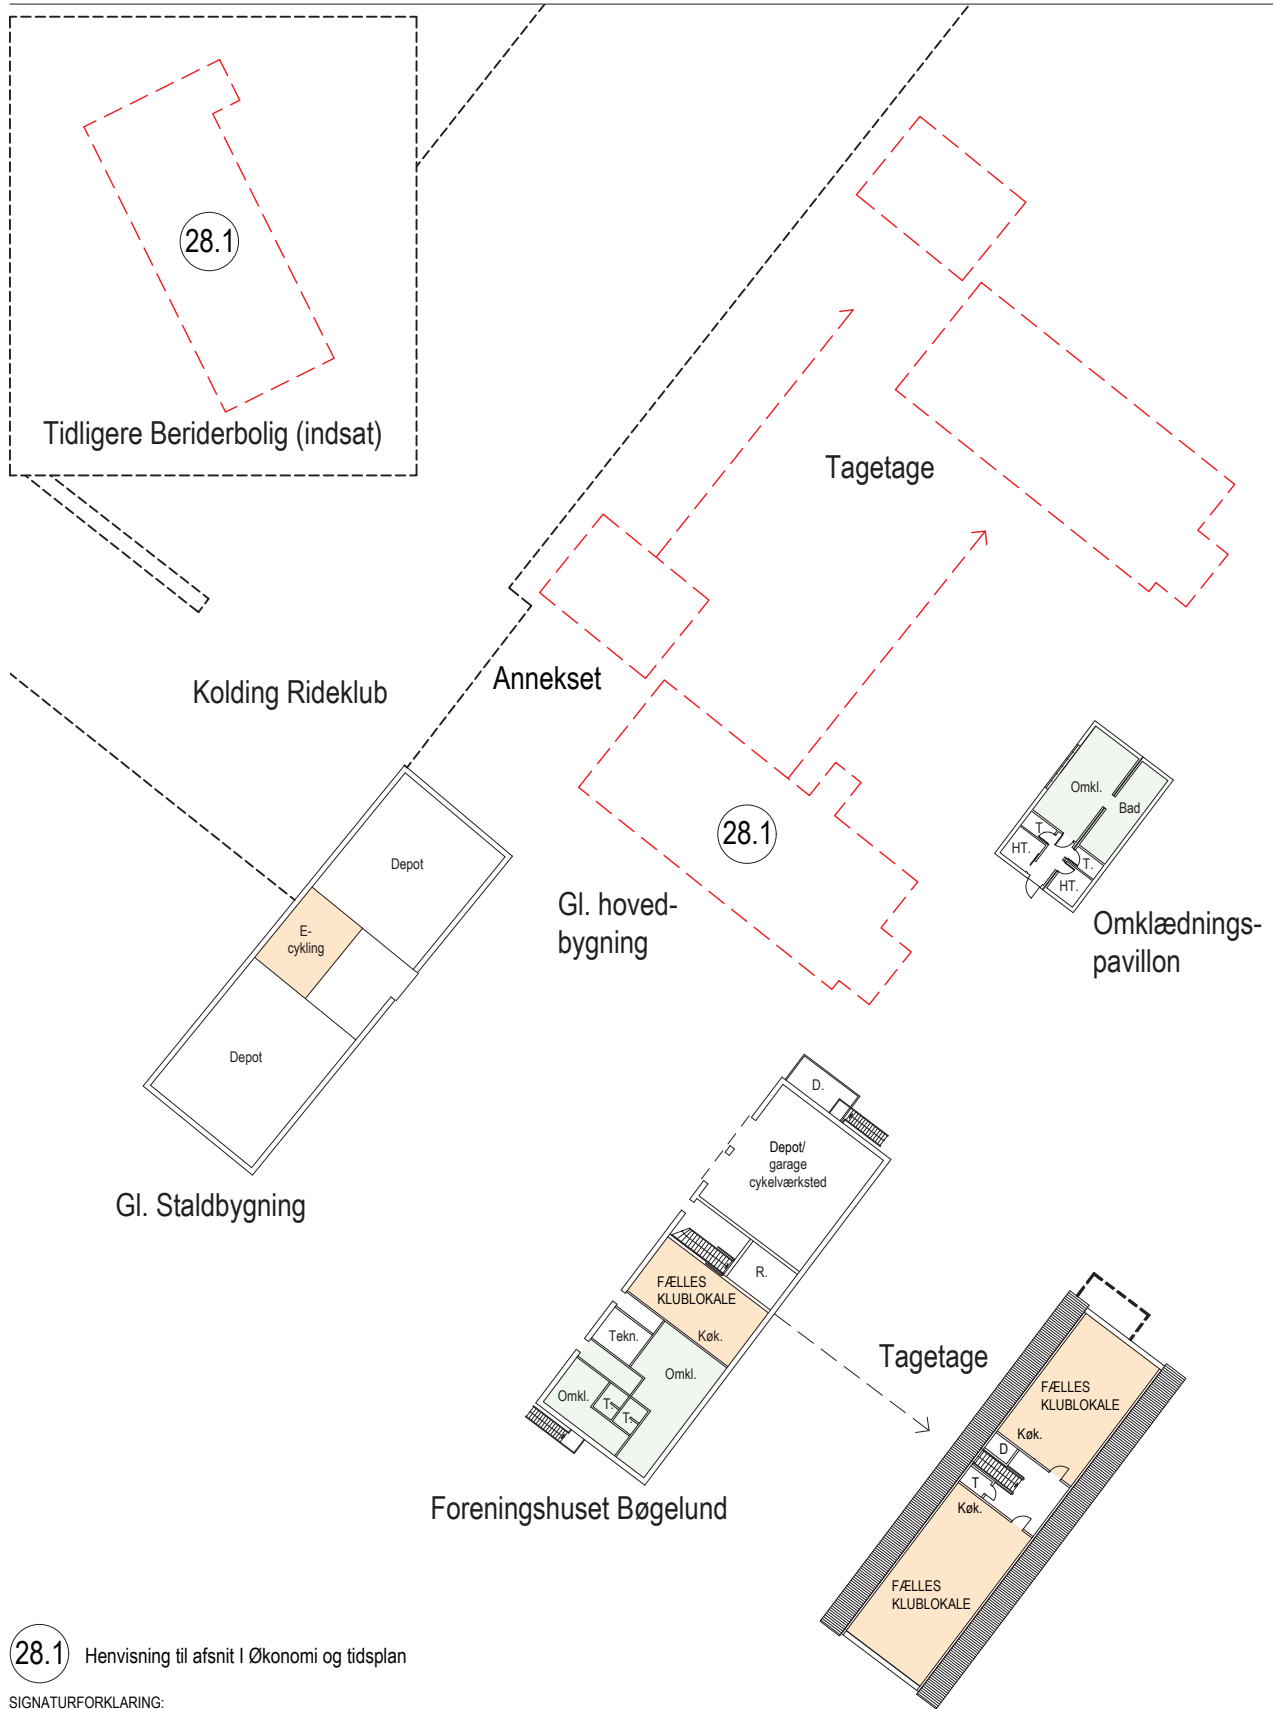 28.1
Tidligere Beriderbolig (indsat)
Tagetage
Kolding Rideklub
Annekset
28.1
Gl. hoved-
bygning
Omkl.
Bad
T.
HT.
T.
HT.
Omklædnings-
pavillon
Depot
E-
cykling
Depot
Gl. Staldbygning
D.
Depot/
garage
cykelværksted
R.
FÆLLES
KLUBLOKALE
Køk.
Tekn.
Omkl.
Omkl.
T.
T.
Foreningshuset Bøgelund
Tagetage
FÆLLES
KLUBLOKALE
Køk.
D
T
Køk.
FÆLLES
KLUBLOKALE
28.1 Henvisning til afsnit I Økonomi og tidsplan
SIGNATURFORKLARING: